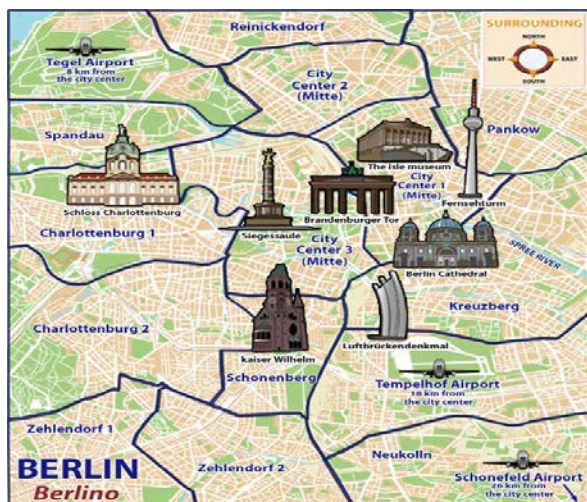 Reinickendorf
SURROUNDING
NORTH
WEST
EAST
SOUTH
Tegel Airport
8 km from
the city center
City
Center 2
(Mitte)
Spandau
Pankow
The isle museum
City
Center 1
(Mitte)
Fernsehturm
Schloss Charlottenburg
Brandenburger Tor
Charlottenburg 1
Siegessaule
City
Center 3
(Mitte)
SPREE RIVER
Berlin Cathedral
Kreuzberg
Charlottenburg 2
Luftbrückendenkmal
kaiser Wilhelm
Schonenberg
Tempelhof Airport
18 km from
the city center
Zehlendorf 1
Zehlendorf 2
Neukolln
BERLIN
Berlino
Schonefeld Airport
26 km from
the city center